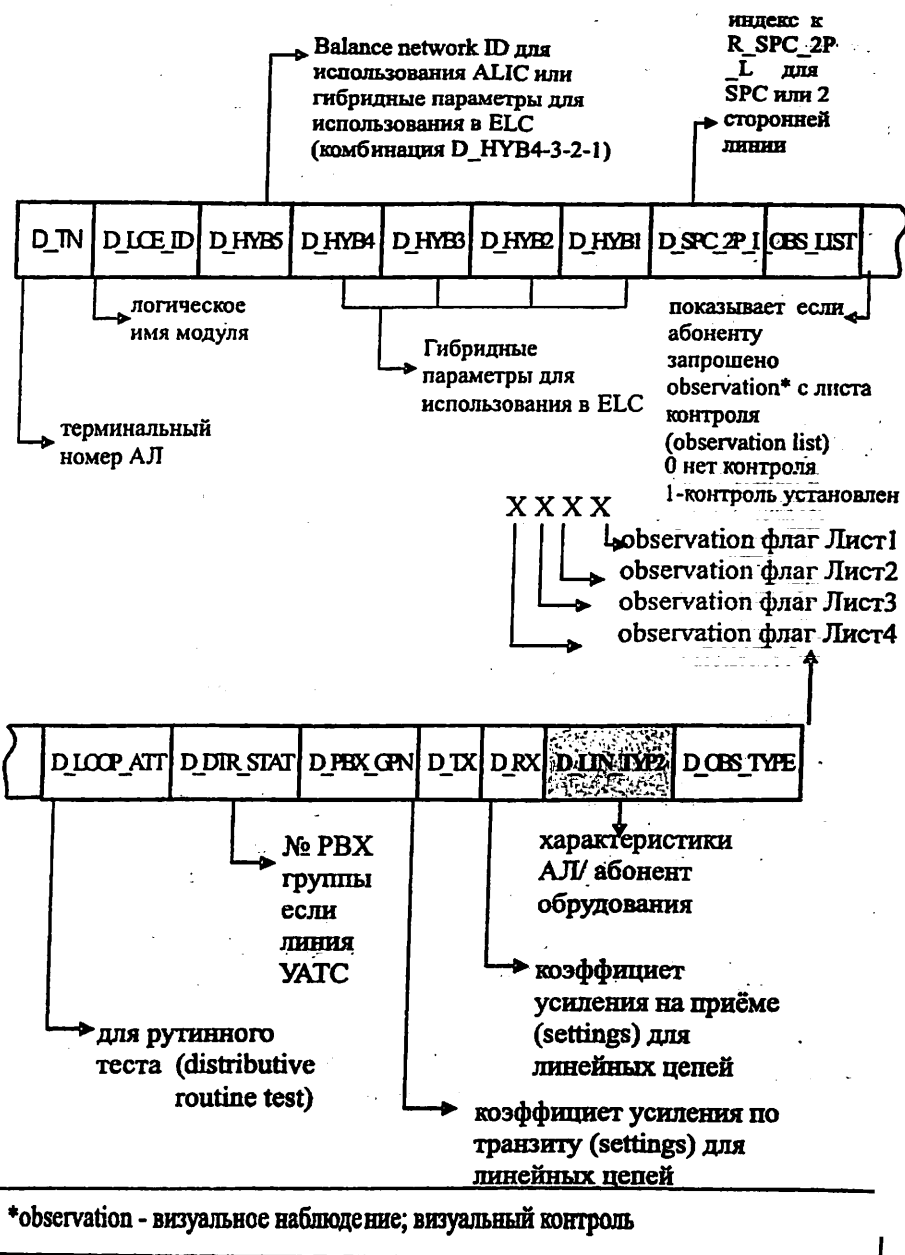 Balance network ID для
использования ALIC или
гибридные параметры для
использования в ELC
(комбинация D_HYB4-3-2-1)
индекс к
R_SPC_2P
_L для
SPC или 2
сторонней
линии
D_TN D_LCE_ID D_HYB5 D_HYB4 D_HYB3 D_HYB2 D_HYB1 D_SPC_2P_I OBS_LIST
логическое
имя модуля
терминальный
номер АЛ
Гибридные
параметры для
использования в ELC
показывает если
абоненту
запрошено
observation* с листа
контроля
(observation list)
0 нет контроля
1-контроль установлен
X X X X
observation флаг Лист1
observation флаг Лист2
observation флаг Лист3
observation флаг Лист4
D_LOOP_ATT D_DTR_STAT D_PBX_GPN D_TX D_RX D_LIN_TYP2 D_OBS_TYPE
№ PBX
группы
если
линия
УАТС
характеристики
АЛ/ абонент
обрудования
для рутинного
теста (distributive
routine test)
коэффициет
усиления на приёме
(settings) для
линейных цепей
коэффициет усиления по
транзиту (settings) для
линейных цепей
*observation - визуальное наблюдение; визуальный контроль